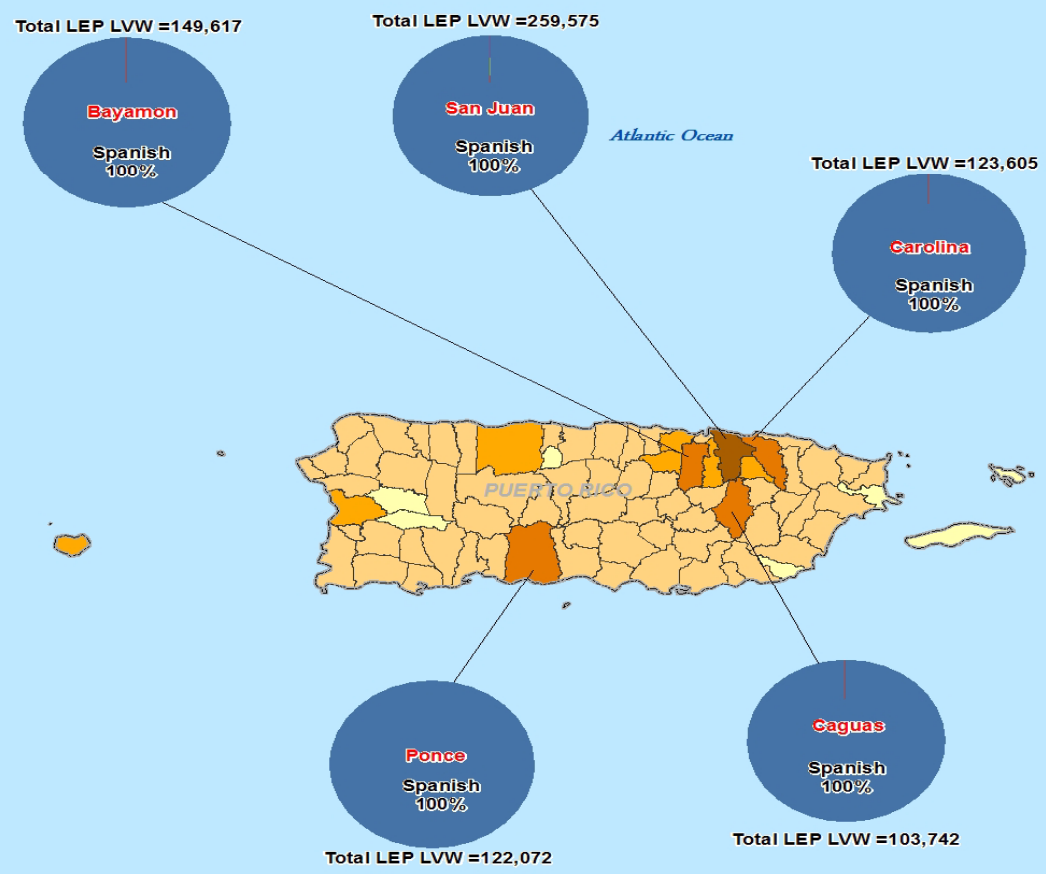 Total LEP LVW =149,617
Bayamon
Spanish
100%
Total LEP LVW =259,575
San Juan
Spanish
100%
Atlantic Ocean
Total LEP LVW =123,605
Carolina
Spanish
100%
PUERTO RICO
Ponce
Spanish
100%
Total LEP LVW =122,072
Caguas
Spanish
100%
Total LEP LVW =103,742